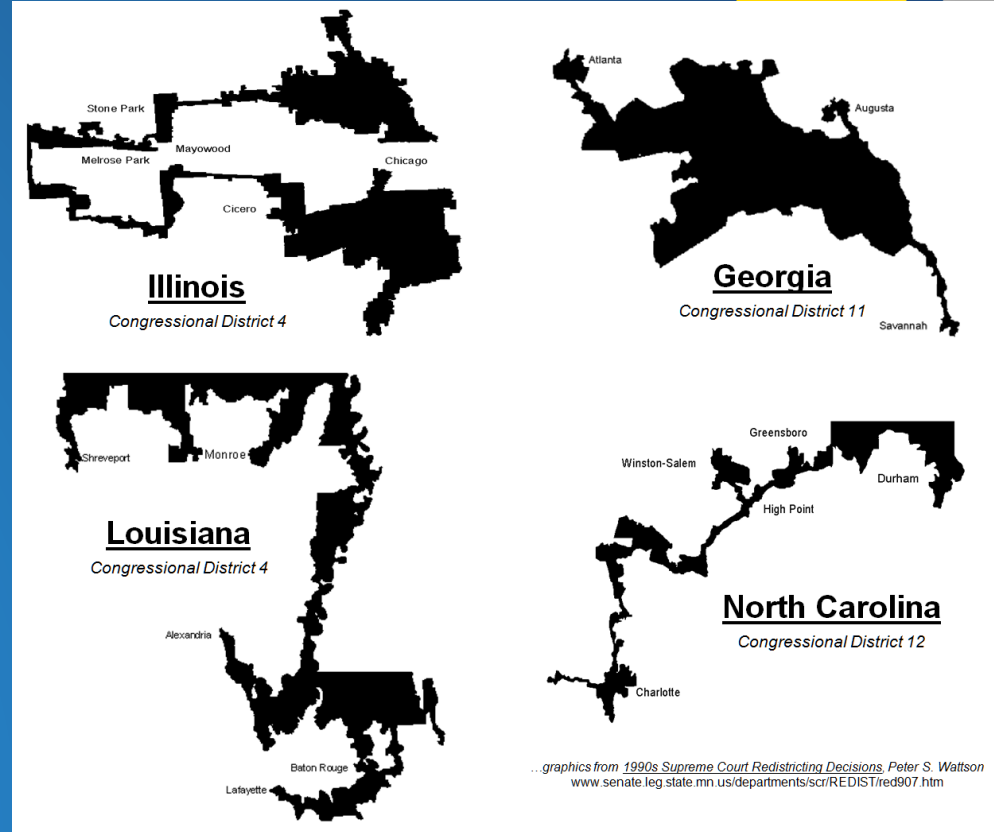 Stone Park
Melrose Park
Mayowood
Chicago
Cicero
Illinois
Congressional District 4
Atlanta
Augusta
Georgia
Congressional District 11
Savannah
Shreveport
Monroe
Louisiana
Congressional District 4
Alexandria
Baton Rouge
Lafayette
Greensboro
Winston-Salem
Durham
High Point
North Carolina
Congressional District 12
Charlotte
…graphics from 1990s Supreme Court Redistricting Decisions, Peter S. Wattson
www.senate.leg.state.mn.us/departments/scr/REDIST/red907.htm